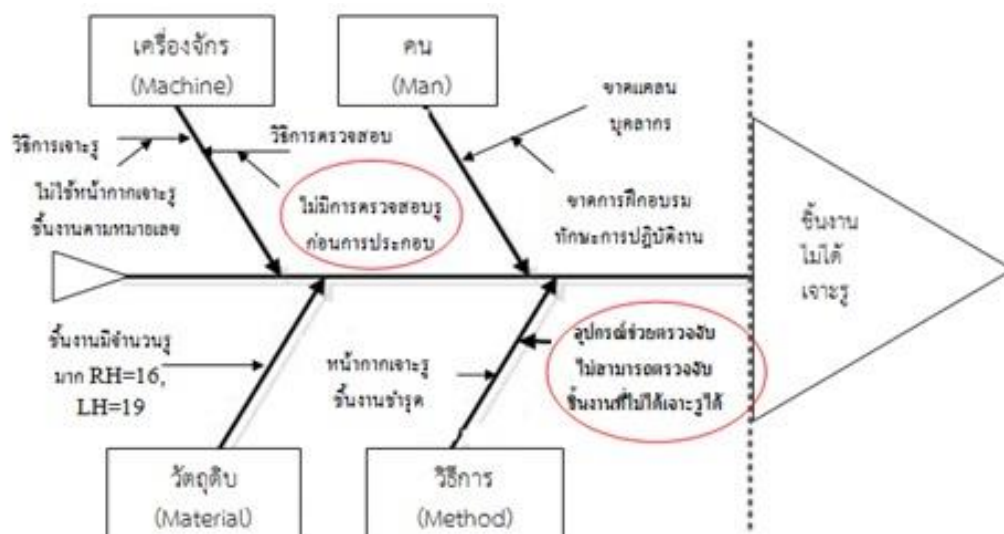 เครื่องจักร
(Machine)
คน
(Man)
วิธีการเจาะรู
ไม่ใช้หน้ากากเจาะรู
ชิ้นงานตามหมายเลข
วิธีการตรวจสอบ
ไม่มีการตรวจสอบรู
ก่อนการประกอบ
ขาดแคลน
บุคลากร
ขาดการฝึกอบรม
ทักษะการปฏิบัติงาน
ชิ้นงาน
ไม่ได้
เจาะรู
ชิ้นงานมีจำนวนรู
มาก RH=16,
LH=19
หน้ากากเจาะรู
ชิ้นงานชำรุด
อุปกรณ์ช่วยตรวจจับ
ไม่สามารถตรวจจับ
ชิ้นงานที่ไม่ได้เจาะรูได้
วัตถุดิบ
(Material)
วิธีการ
(Method)